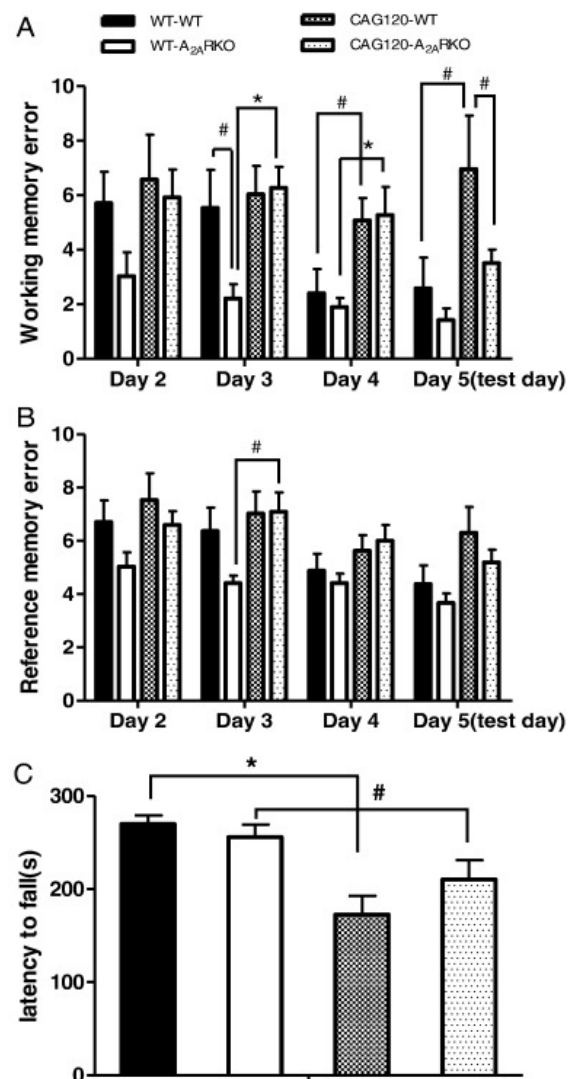 A
WT-WT CAG120-WT
WT-A2ARKO CAG120-A2ARKO
Working memory error
10
8
6
4
2
0
# * # * # #
Day 2 Day 3 Day 4 Day 5(test day)
B
Reference memory error
10
8
6
4
2
0
#
Day 2 Day 3 Day 4 Day 5(test day)
C
latency to fall(s)
300
200
100
0
* #